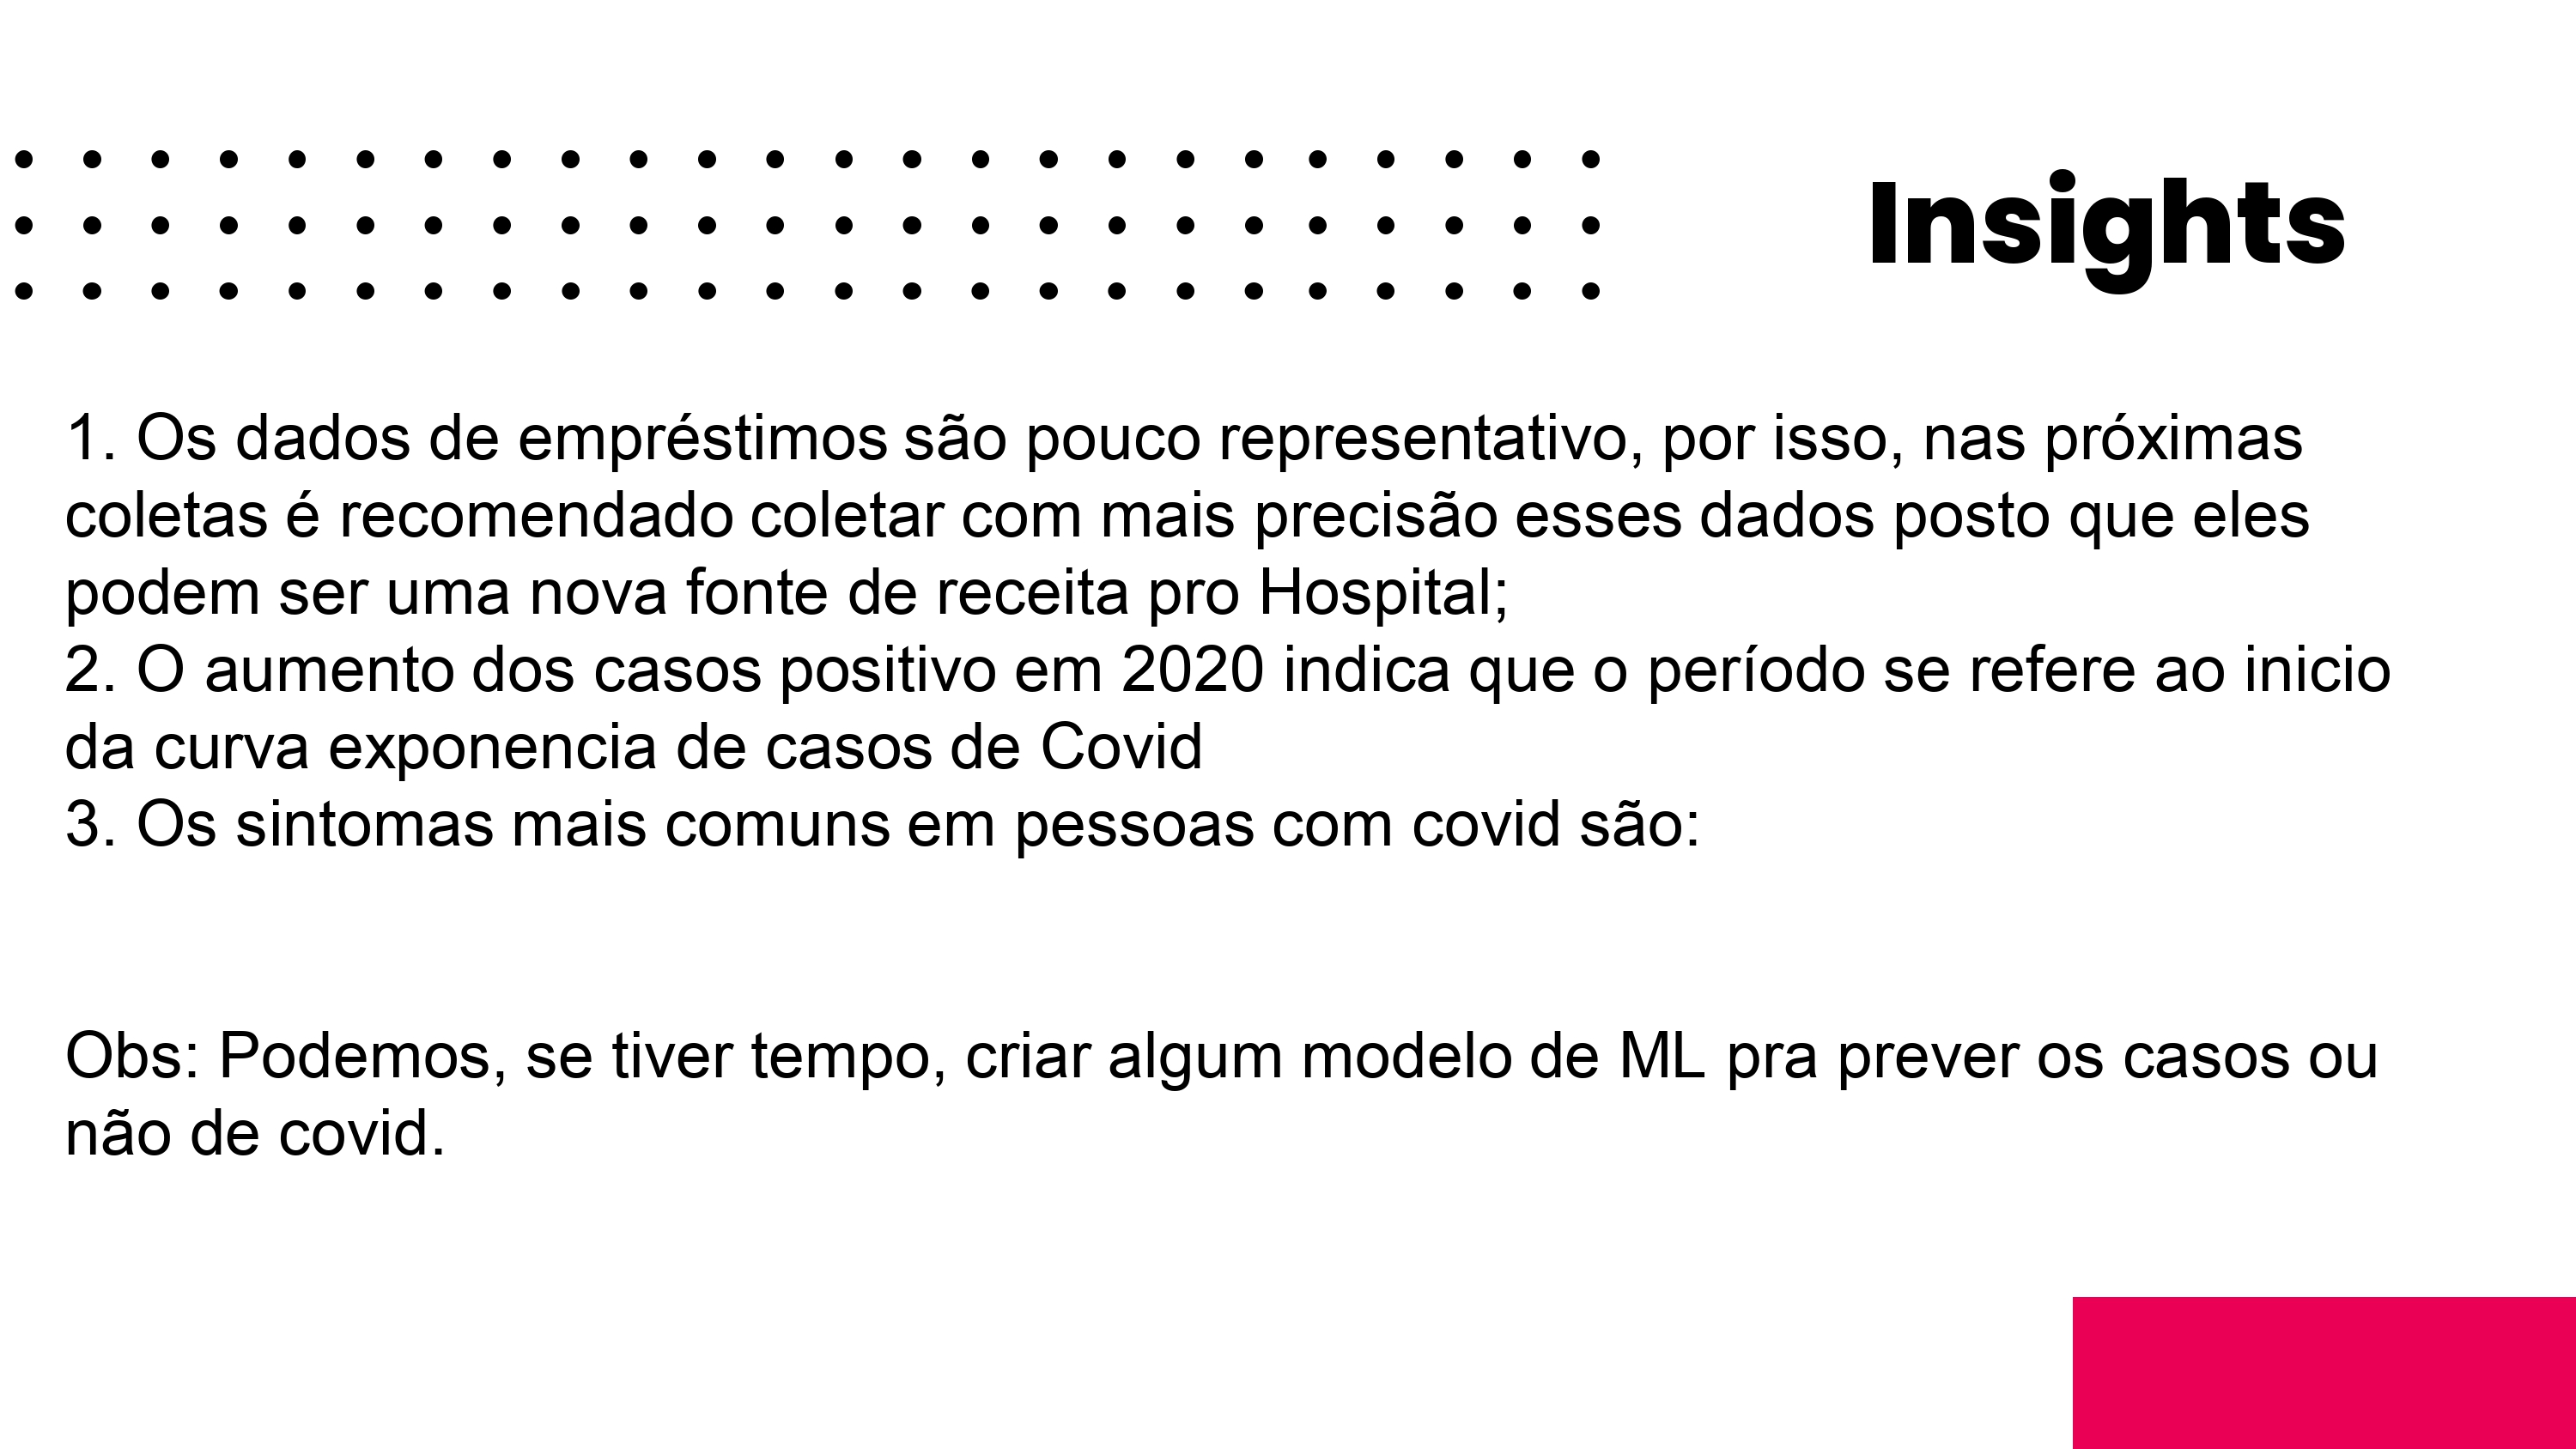 Insights
1. Os dados de empréstimos são pouco representativo, por isso, nas próximas
coletas é recomendado coletar com mais precisão esses dados posto que eles
podem ser uma nova fonte de receita pro Hospital;
2. O aumento dos casos positivo em 2020 indica que o período se refere ao inicio
da curva exponencia de casos de Covid
3. Os sintomas mais comuns em pessoas com covid são:
Obs: Podemos, se tiver tempo, criar algum modelo de ML pra prever os casos ou
não de covid.